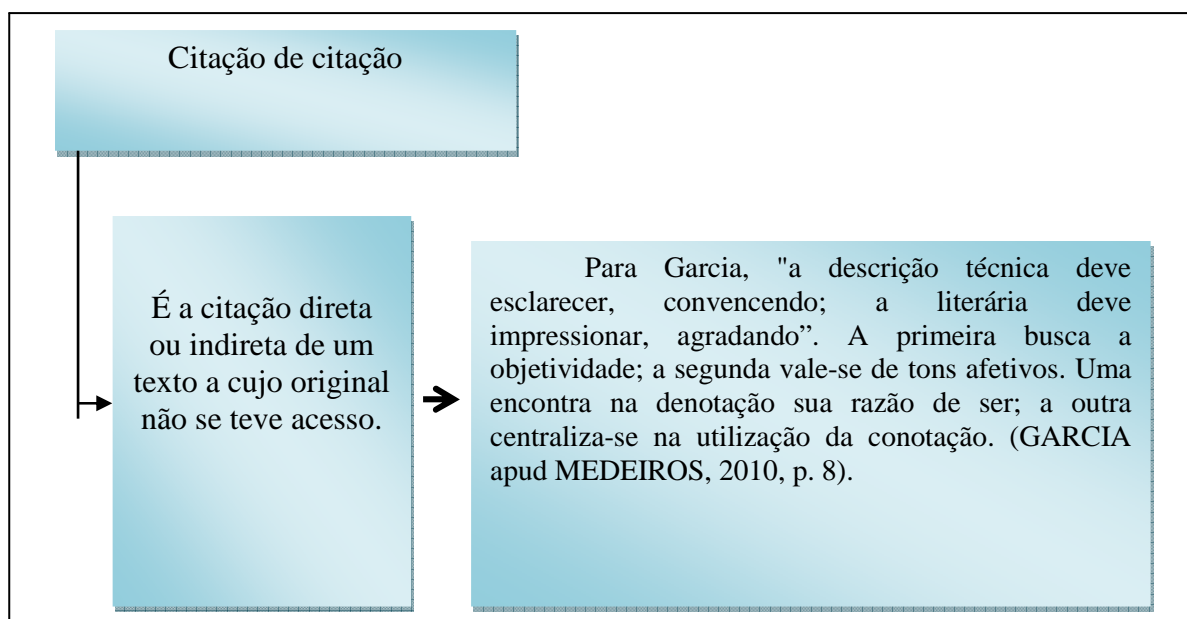 Citação de citação
É a citação direta
ou indireta de um
texto a cujo original
não se teve acesso.
Para Garcia, "a descrição técnica deve
esclarecer, convencendo; a literária deve
impressionar, agradando”. A primeira busca a
objetividade; a segunda vale-se de tons afetivos. Uma
encontra na denotação sua razão de ser; a outra
centraliza-se na utilização da conotação. (GARCIA
apud MEDEIROS, 2010, p. 8).